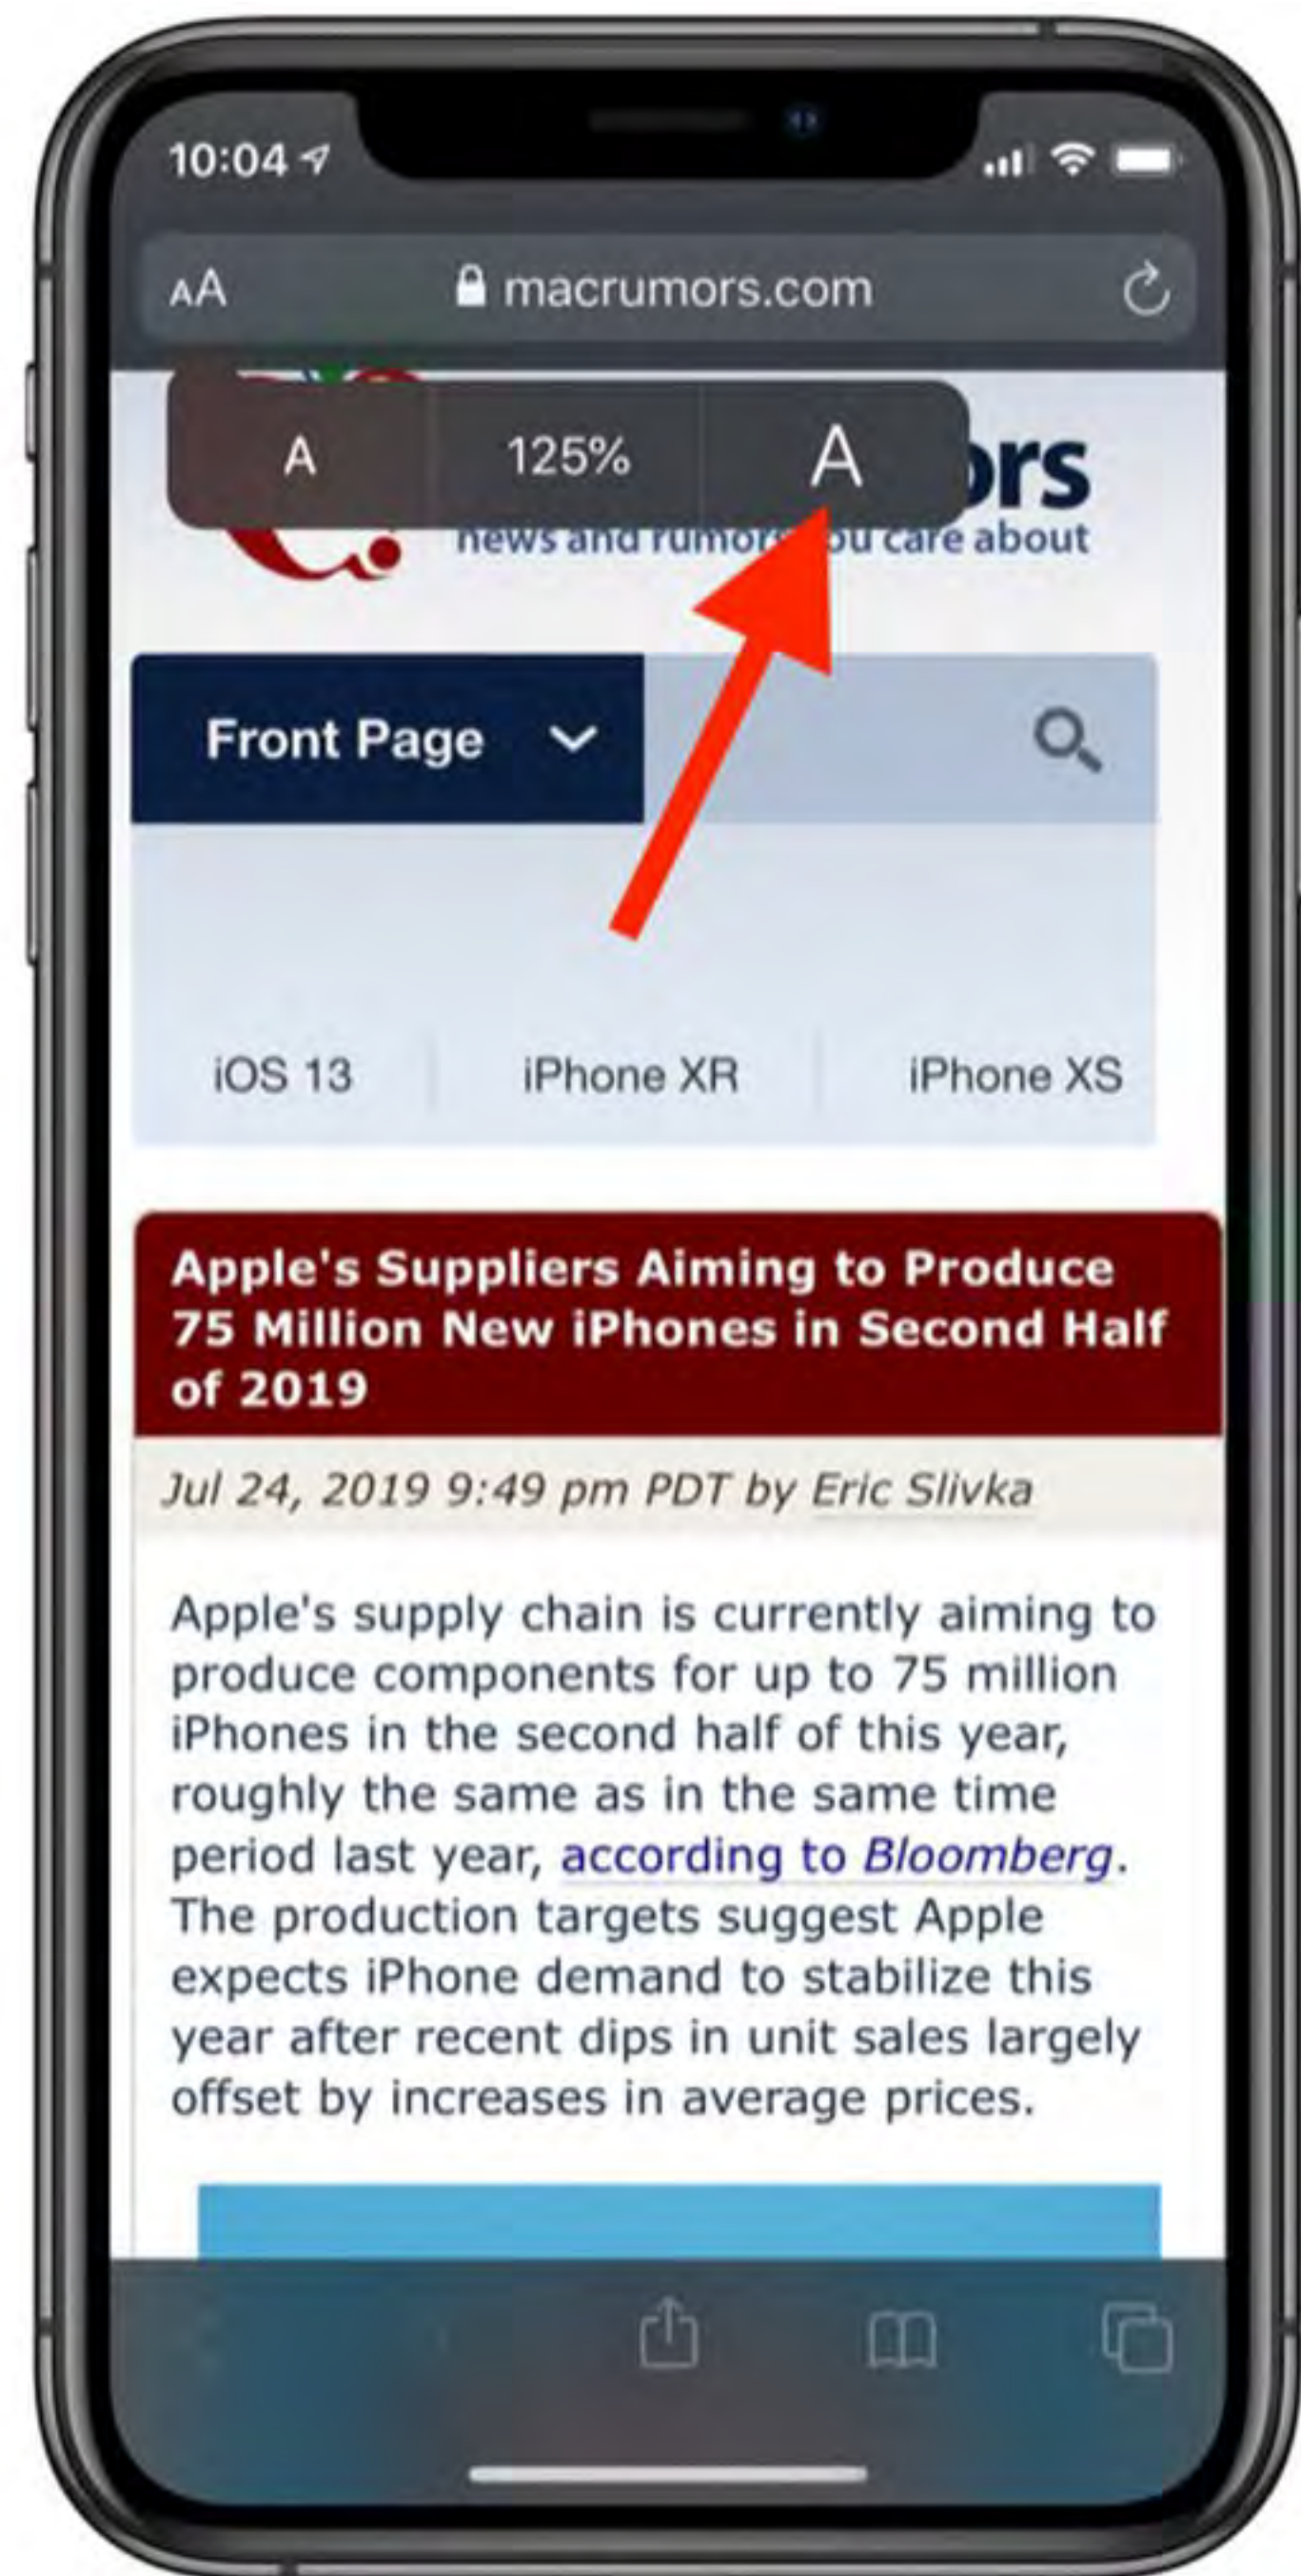 10:04
AA macrumors.com
A 125% A
ors
news and rumors you care about
Front Page
iOS 13 iPhone XR iPhone XS
Apple's Suppliers Aiming to Produce
75 Million New iPhones in Second Half
of 2019
Jul 24, 2019 9:49 pm PDT by Eric Slivka
Apple's supply chain is currently aiming to
produce components for up to 75 million
iPhones in the second half of this year,
roughly the same as in the same time
period last year, according to Bloomberg.
The production targets suggest Apple
expects iPhone demand to stabilize this
year after recent dips in unit sales largely
offset by increases in average prices.